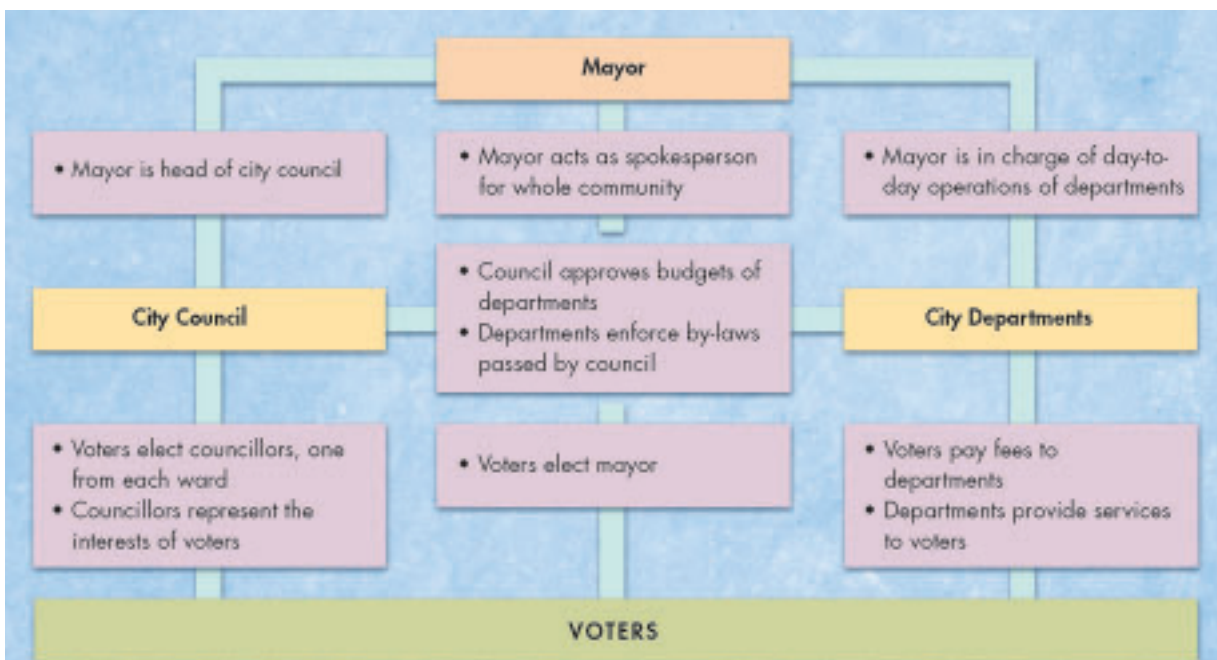 Mayor
• Mayor is head of city council
• Mayor acts as spokesperson
for whole community
• Mayor is in charge of day-to-
day operations of departments
City Council
• Council approves budgets of
departments
• Departments enforce by-laws
passed by council
City Departments
• Voters elect councillors, one
from each ward
• Councillors represent the
interests of voters
• Voters elect mayor
• Voters pay fees to
departments
• Departments provide services
to voters
VOTERS